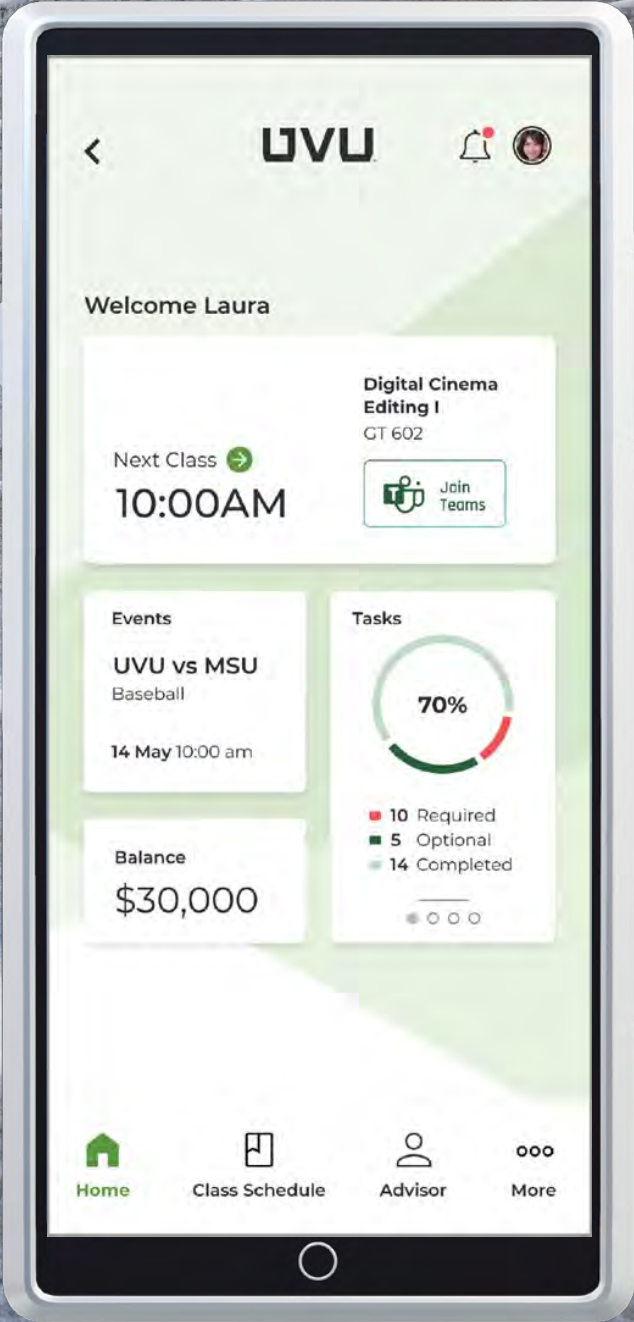 UVU
Welcome Laura
Next Class
10:00AM
Digital Cinema
Editing I
GT 602
Join
Teams
Events
UVU vs MSU
Baseball
14 May 10:00 am
Tasks
70%
10 Required
5 Optional
14 Completed
Balance
$30,000
Home
Class Schedule
Advisor
More